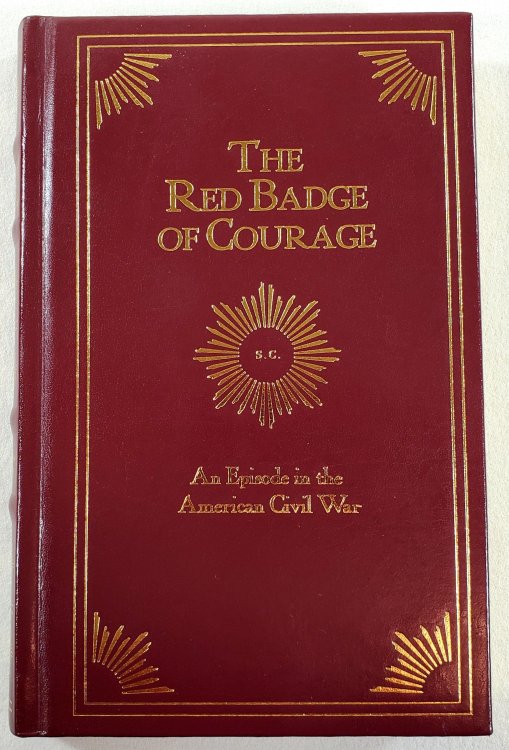 THE
RED BADGE
OF COURAGE
S.C.
An Episode in the
American Civil War